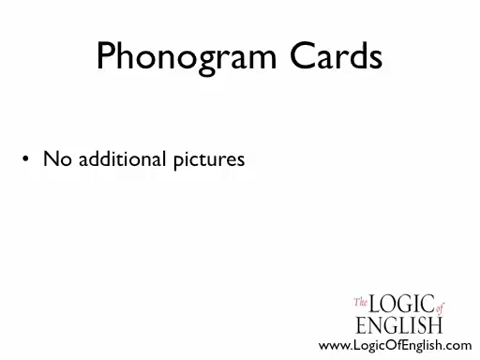 Phonogram Cards
• No additional pictures
The LOGIC of
ENGLISH
www.LogicOfEnglish.com